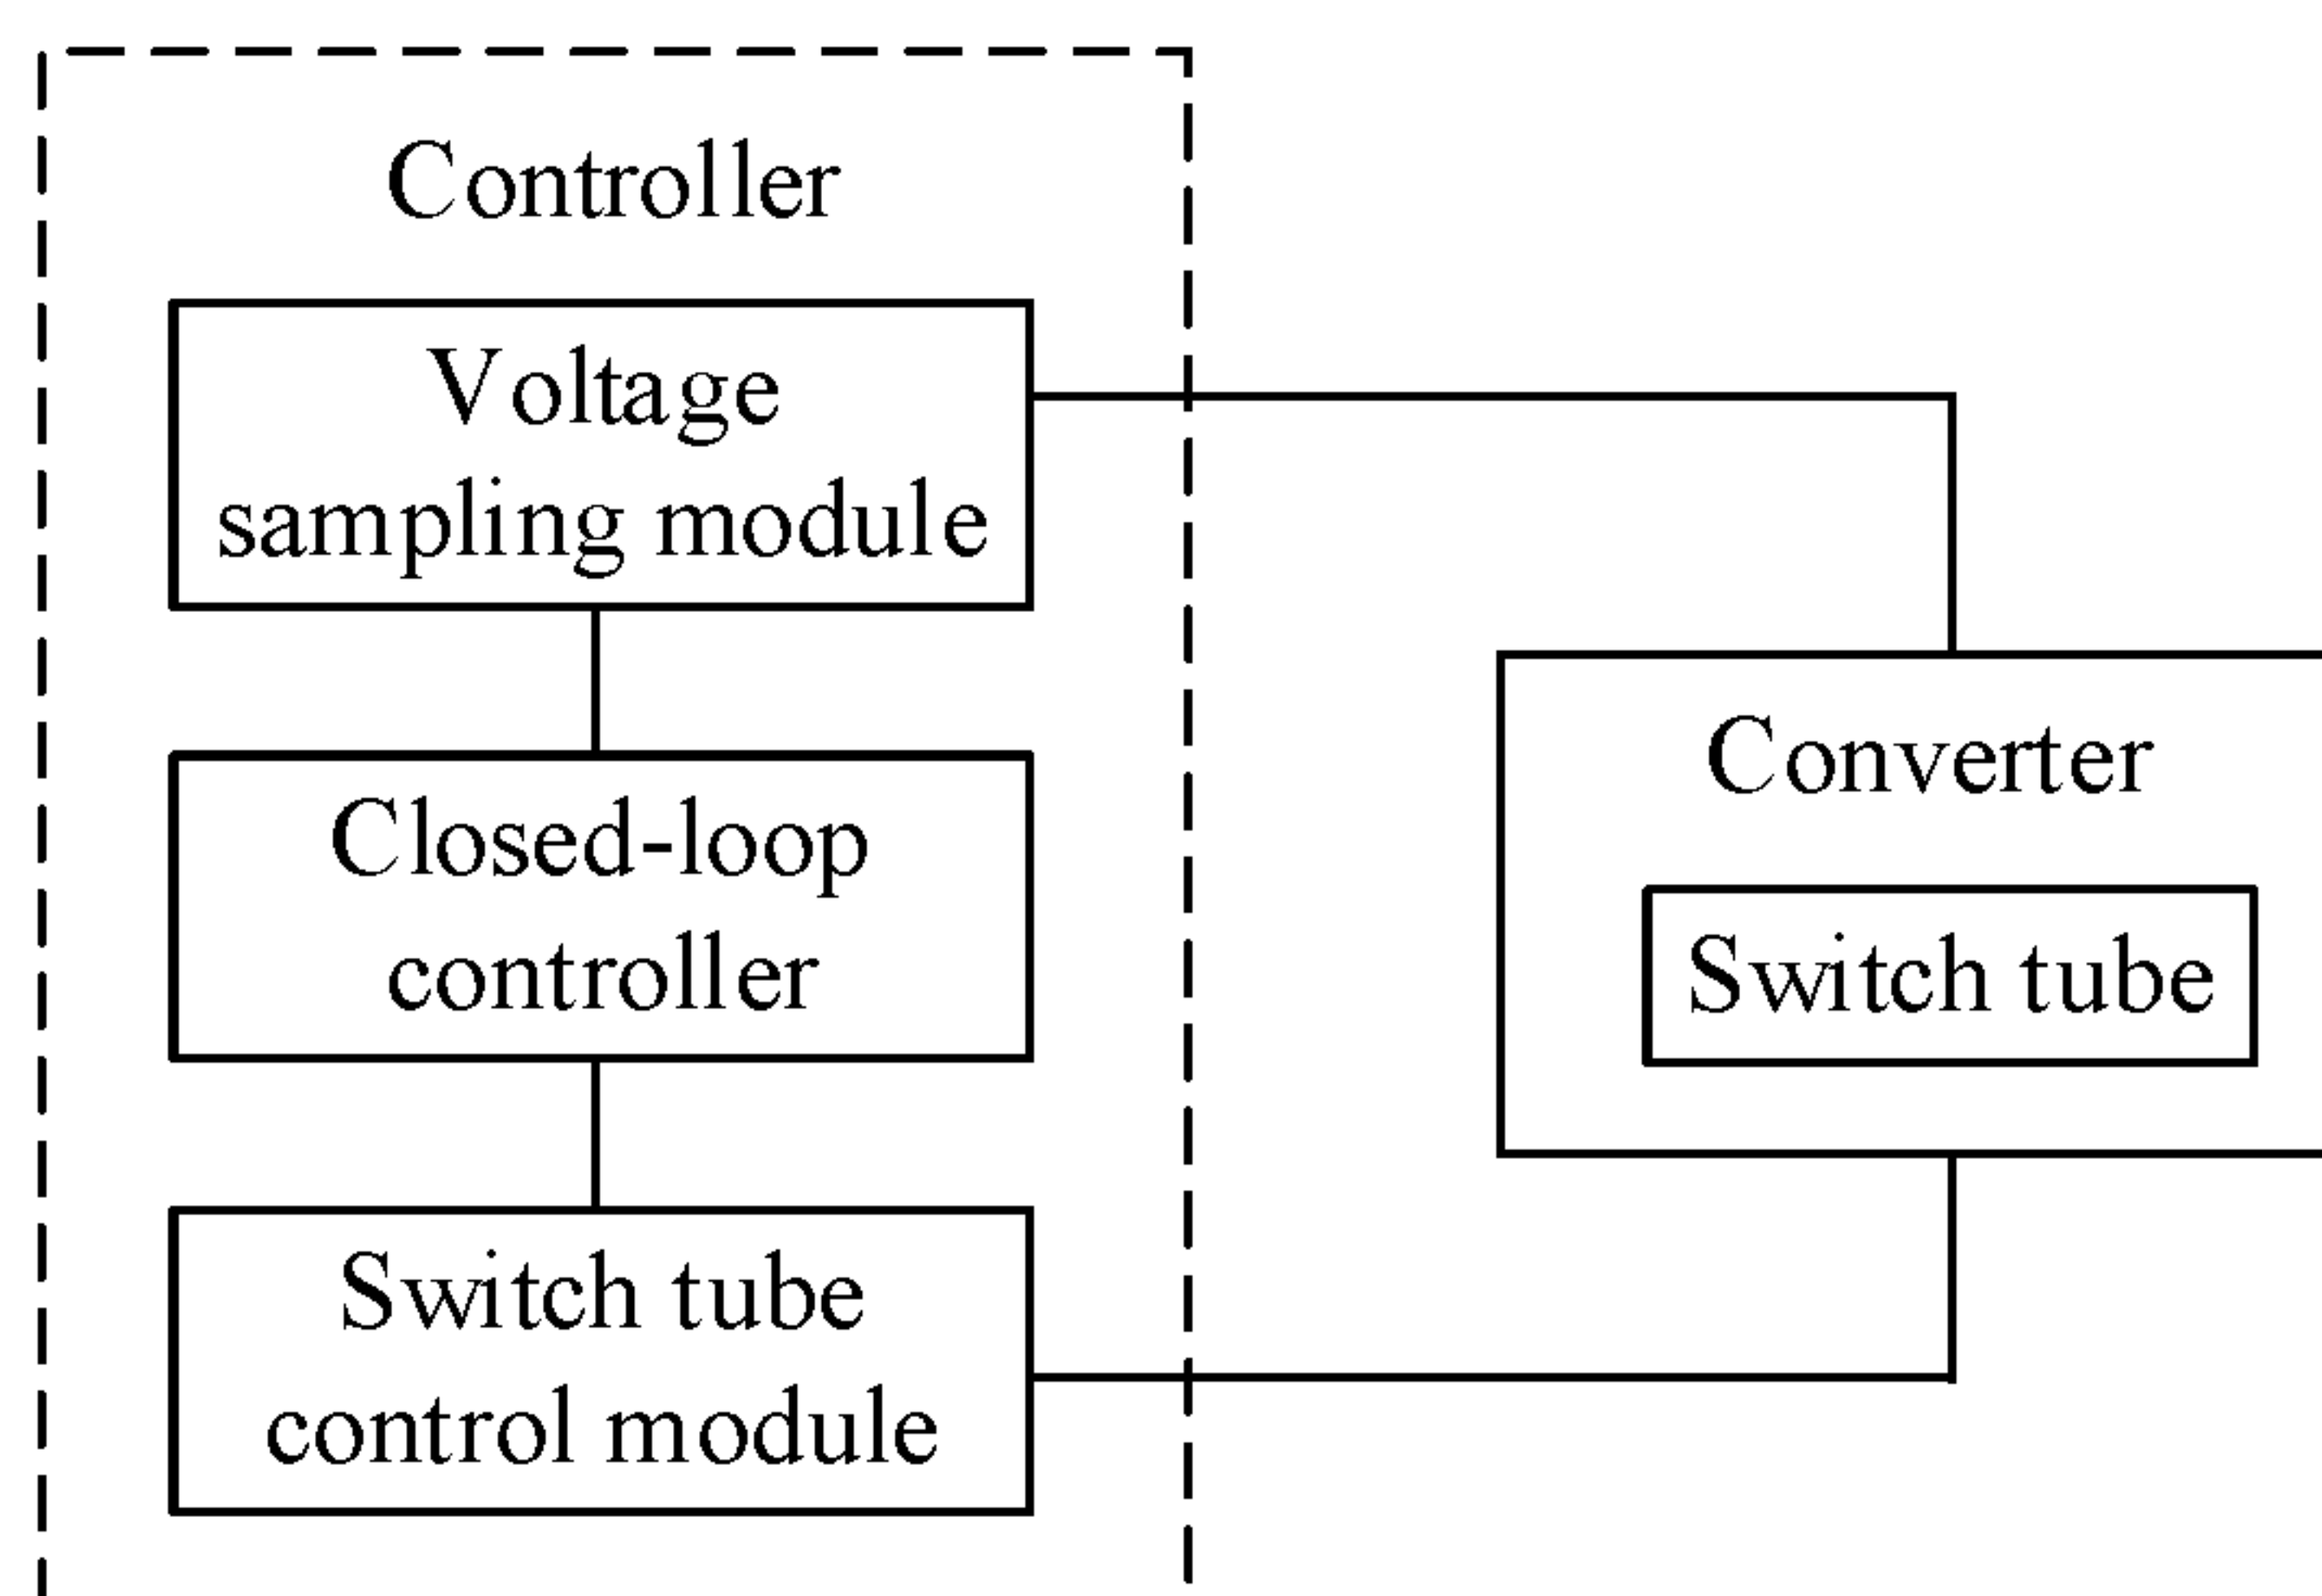 Controller
Voltage
sampling module
Closed-loop
controller
Switch tube
control module
Converter
Switch tube